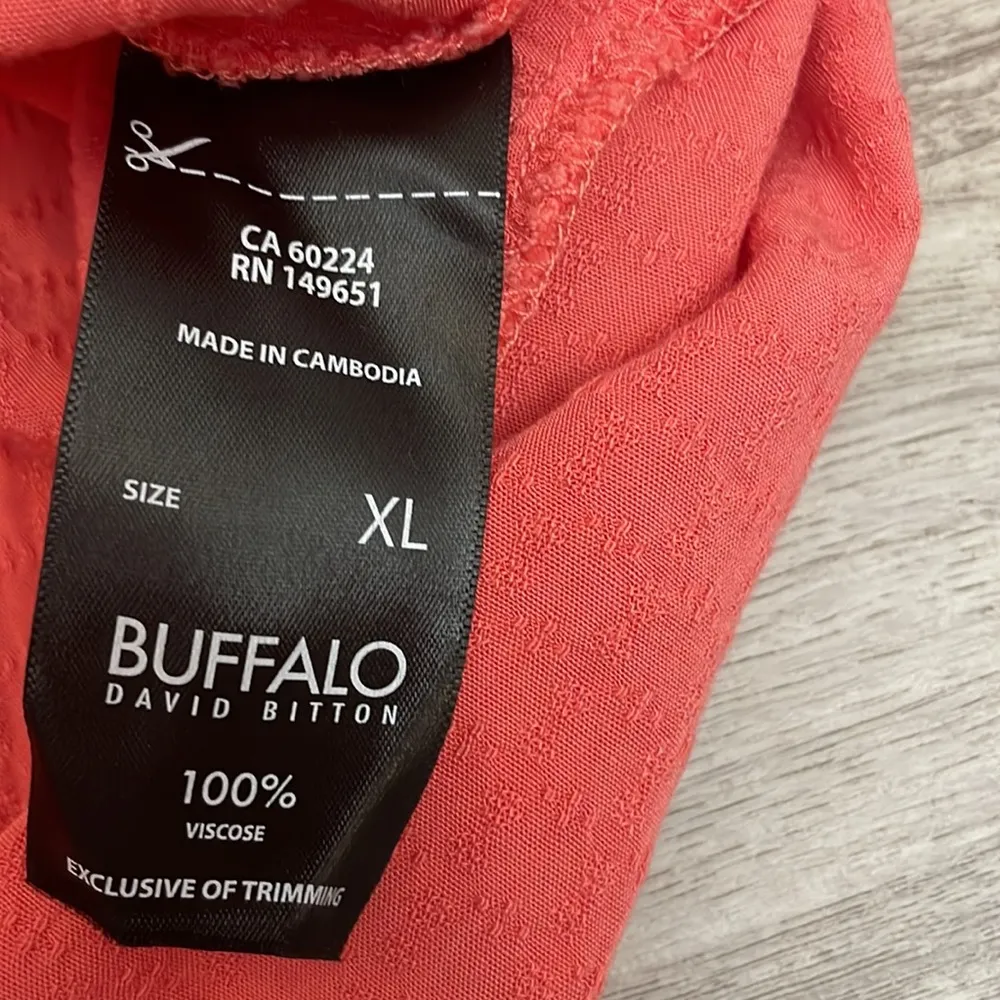 CA 60224
RN 149651
MADE IN CAMBODIA
SIZE XL
BUFFALO
DAVID BITTON
100%
VISCOSE
EXCLUSIVE OF TRIMMING